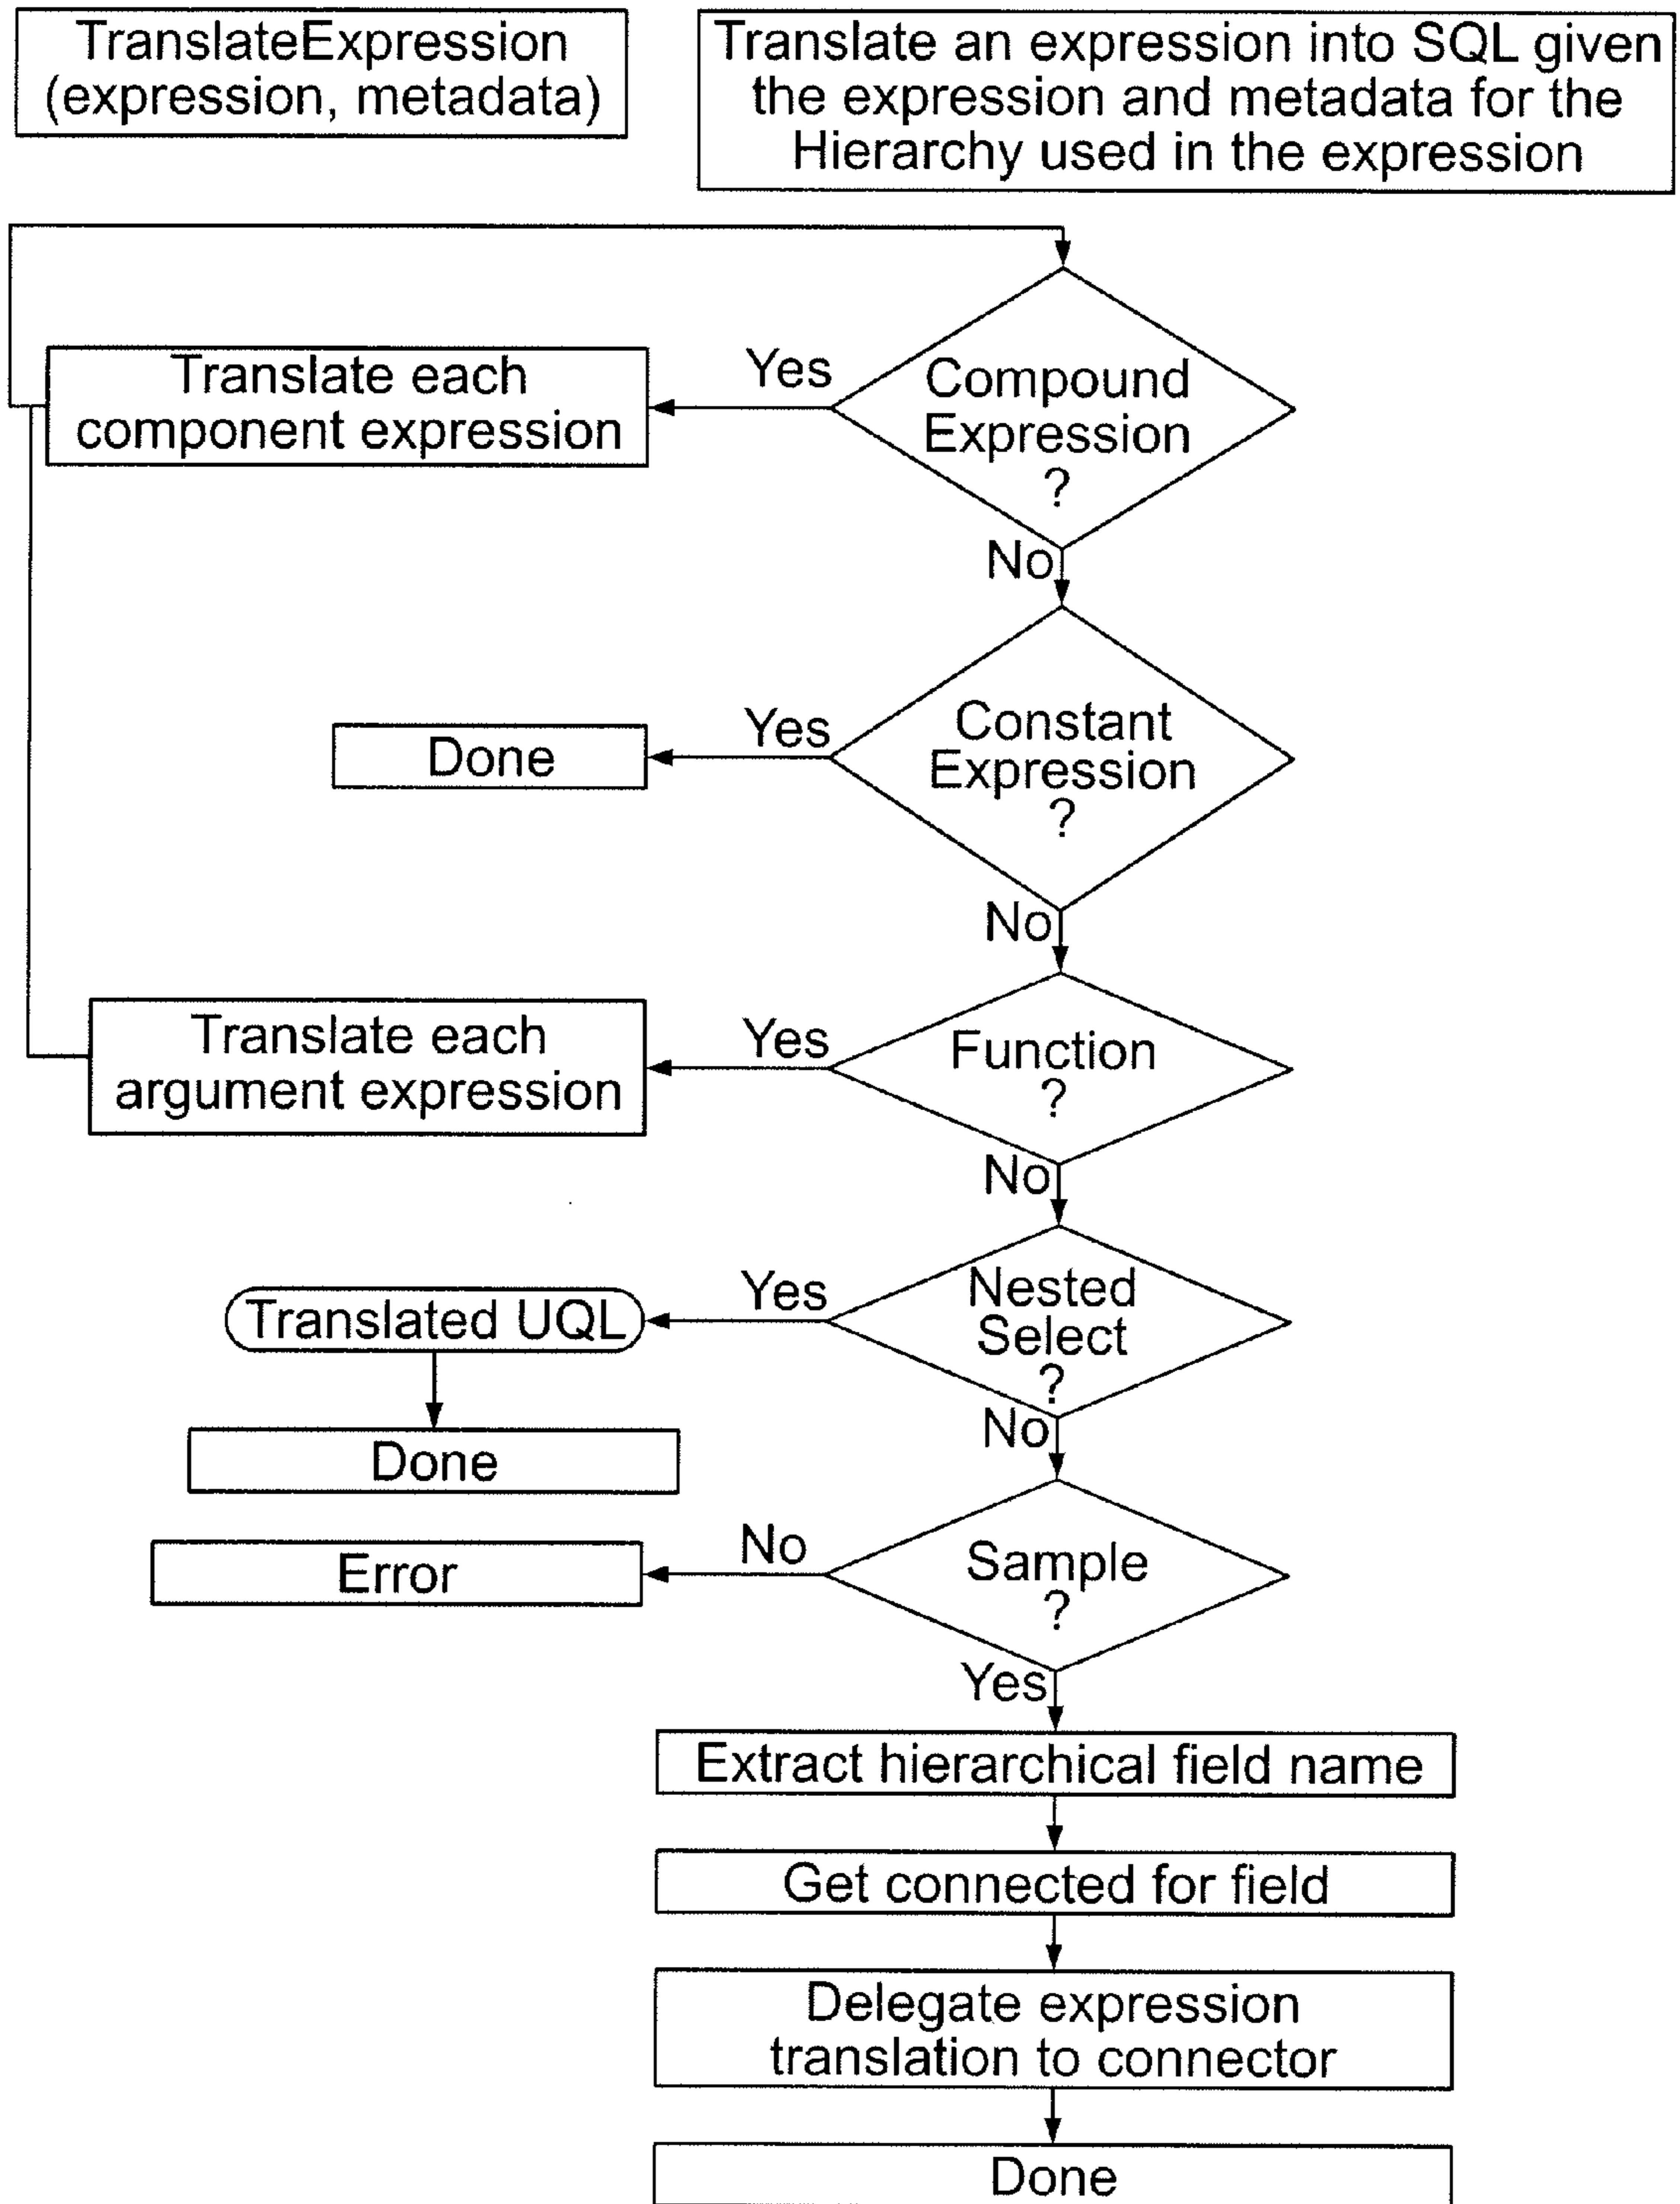 TranslateExpression
(expression, metadata)
Translate an expression into SQL given
the expression and metadata for the
Hierarchy used in the expression
Compound
Expression
?
Yes
Translate each
component expression
No
Constant
Expression
?
Yes
Done
No
Function
?
Yes
Translate each
argument expression
No
Nested
Select
?
Yes
Translated UQL
Done
No
Sample
?
No
Error
Yes
Extract hierarchical field name
Get connected for field
Delegate expression
translation to connector
Done